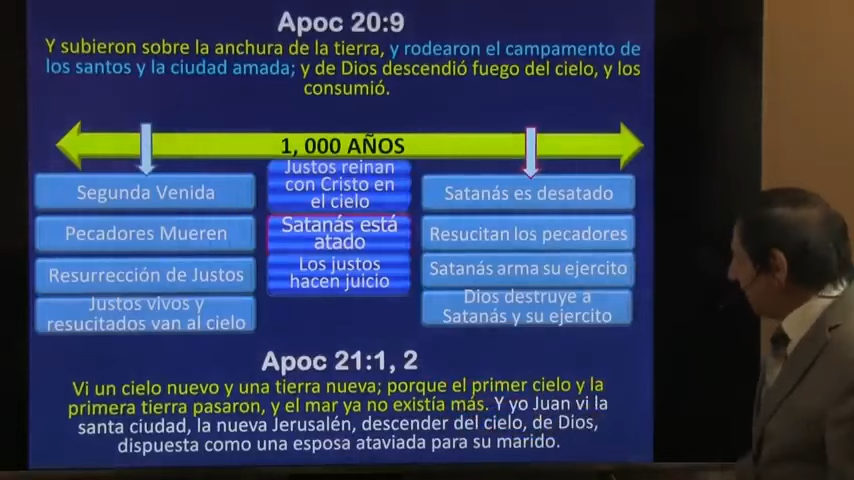 Apoc 20:9
Y subieron sobre la anchura de la tierra, y rodearon el campamento de
los santos y la ciudad amada; y de Dios descendió fuego del cielo, y los
consumió.
1, 000 AÑOS
Segunda Venida
Pecadores Mueren
Resurrección de Justos
Justos vivos y
resucitados van al cielo
Justos reinan
con Cristo en
el cielo
Satanás está
atado
Los justos
hacen juicio
Satanás es desatado
Resucitan los pecadores
Satanás arma su ejercito
Dios destruye a
Satanás y su ejercito
Apoc 21:1, 2
Vi un cielo nuevo y una tierra nueva; porque el primer cielo y la
primera tierra pasaron, y el mar ya no existía más. Y yo Juan vi la
santa ciudad, la nueva Jerusalén, descender del cielo, de Dios,
dispuesta como una esposa ataviada para su marido.